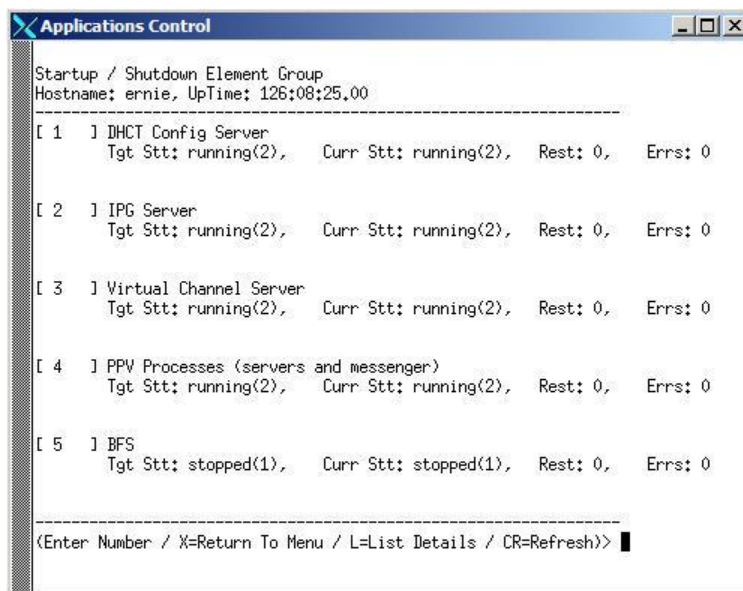 Applications Control
Startup / Shutdown Element Group
Hostname: ernie, UpTime: 126:08:25.00
-----------------------------------------------------------------
[ 1 ] DHCT Config Server
Tgt Stt: running(2), Curr Stt: running(2), Rest: 0, Errs: 0
[ 2 ] IPG Server
Tgt Stt: running(2), Curr Stt: running(2), Rest: 0, Errs: 0
[ 3 ] Virtual Channel Server
Tgt Stt: running(2), Curr Stt: running(2), Rest: 0, Errs: 0
[ 4 ] PPV Processes (servers and messenger)
Tgt Stt: running(2), Curr Stt: running(2), Rest: 0, Errs: 0
[ 5 ] BFS
Tgt Stt: stopped(1), Curr Stt: stopped(1), Rest: 0, Errs: 0
-----------------------------------------------------------------
(Enter Number / X=Return To Menu / L=List Details / CR=Refresh)>